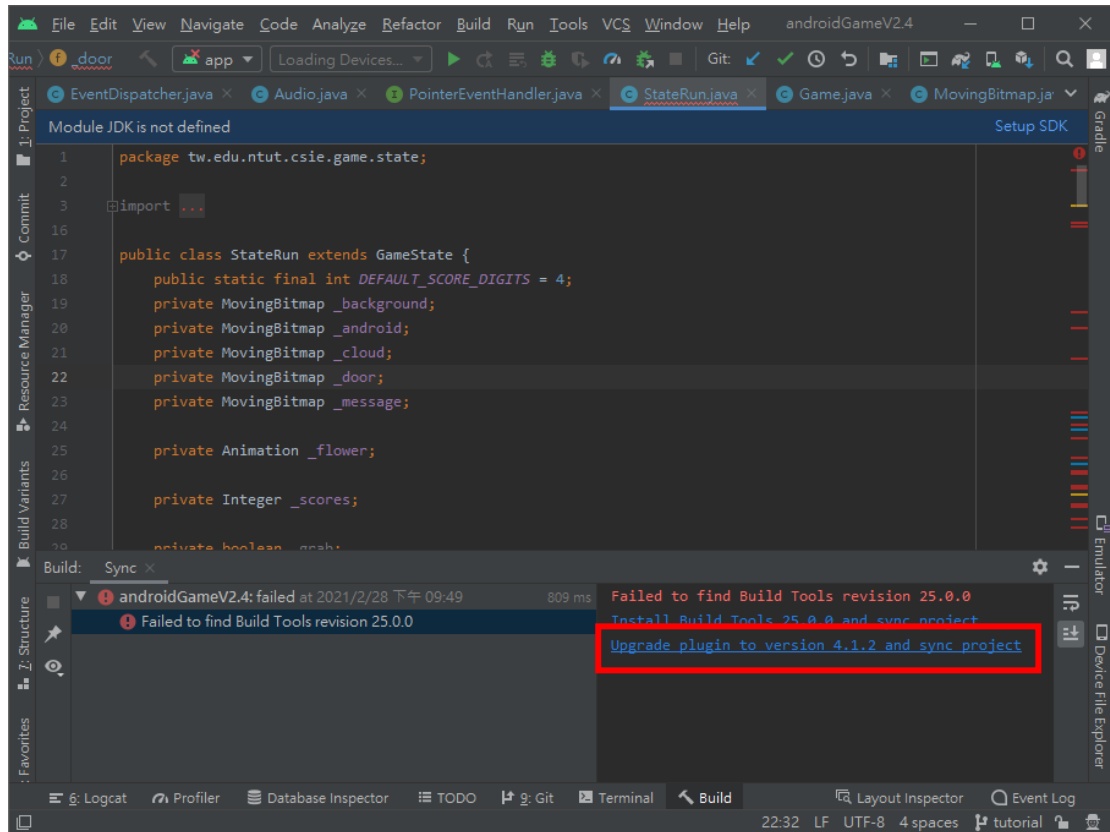 File Edit View Navigate Code Analyze Refactor Build Run Tools VCS Window Help androidGameV2.4
Run _door app Loading Devices... Git:
EventDispatcher.java Audio.java PointerEventHandler.java StateRun.java Game.java MovingBitmap.ja
Module JDK is not defined Setup SDK
1 package tw.edu.ntut.csie.game.state;
2
3 import ...
16
17 public class StateRun extends GameState {
18 public static final int DEFAULT_SCORE_DIGITS = 4;
19 private MovingBitmap _background;
20 private MovingBitmap _android;
21 private MovingBitmap _cloud;
22 private MovingBitmap _door;
23 private MovingBitmap _message;
24
25 private Animation _flower;
26
27 private Integer _scores;
28
29 private boolean _grab;
1: Project
Commit
Resource Manager
Build Variants
7: Structure
Favorites
Gradle
Emulator
Device File Explorer
Build: Sync
androidGameV2.4: failed at 2021/2/28 下午 09:49 809 ms
Failed to find Build Tools revision 25.0.0
Failed to find Build Tools revision 25.0.0
Install Build Tools 25.0.0 and sync project
Upgrade plugin to version 4.1.2 and sync project
6: Logcat Profiler Database Inspector TODO 9: Git Terminal Build Layout Inspector Event Log
22:32 LF UTF-8 4 spaces tutorial